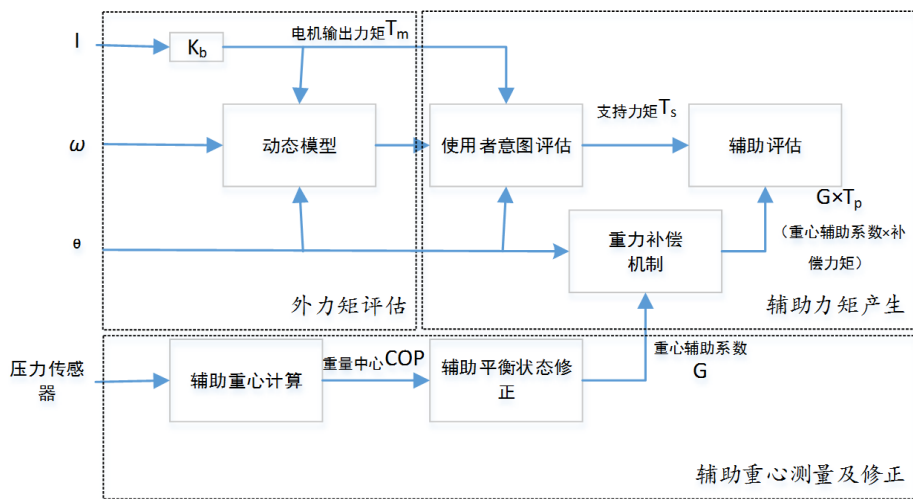 I
K_b
电机输出力矩T_m
ω
动态模型
使用者意图评估
支持力矩T_s
辅助评估
G×T_p
（重心辅助系数×补
偿力矩）
θ
重力补偿
机制
外力矩评估
辅助力矩产生
压力传感
器
辅助重心计算
重量中心COP
辅助平衡状态修
正
重心辅助系数
G
辅助重心测量及修正